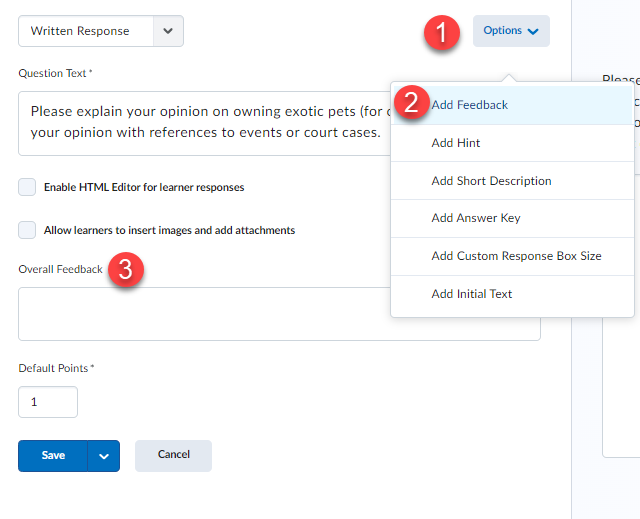 Written Response
1
Options
Question Text *
Please
Please explain your opinion on owning exotic pets (for
your opinion with references to events or court cases.
2
Add Feedback
Add Hint
Add Short Description
Add Answer Key
Add Custom Response Box Size
Add Initial Text
Enable HTML Editor for learner responses
Allow learners to insert images and add attachments
Overall Feedback
3
Default Points *
1
Save
Cancel